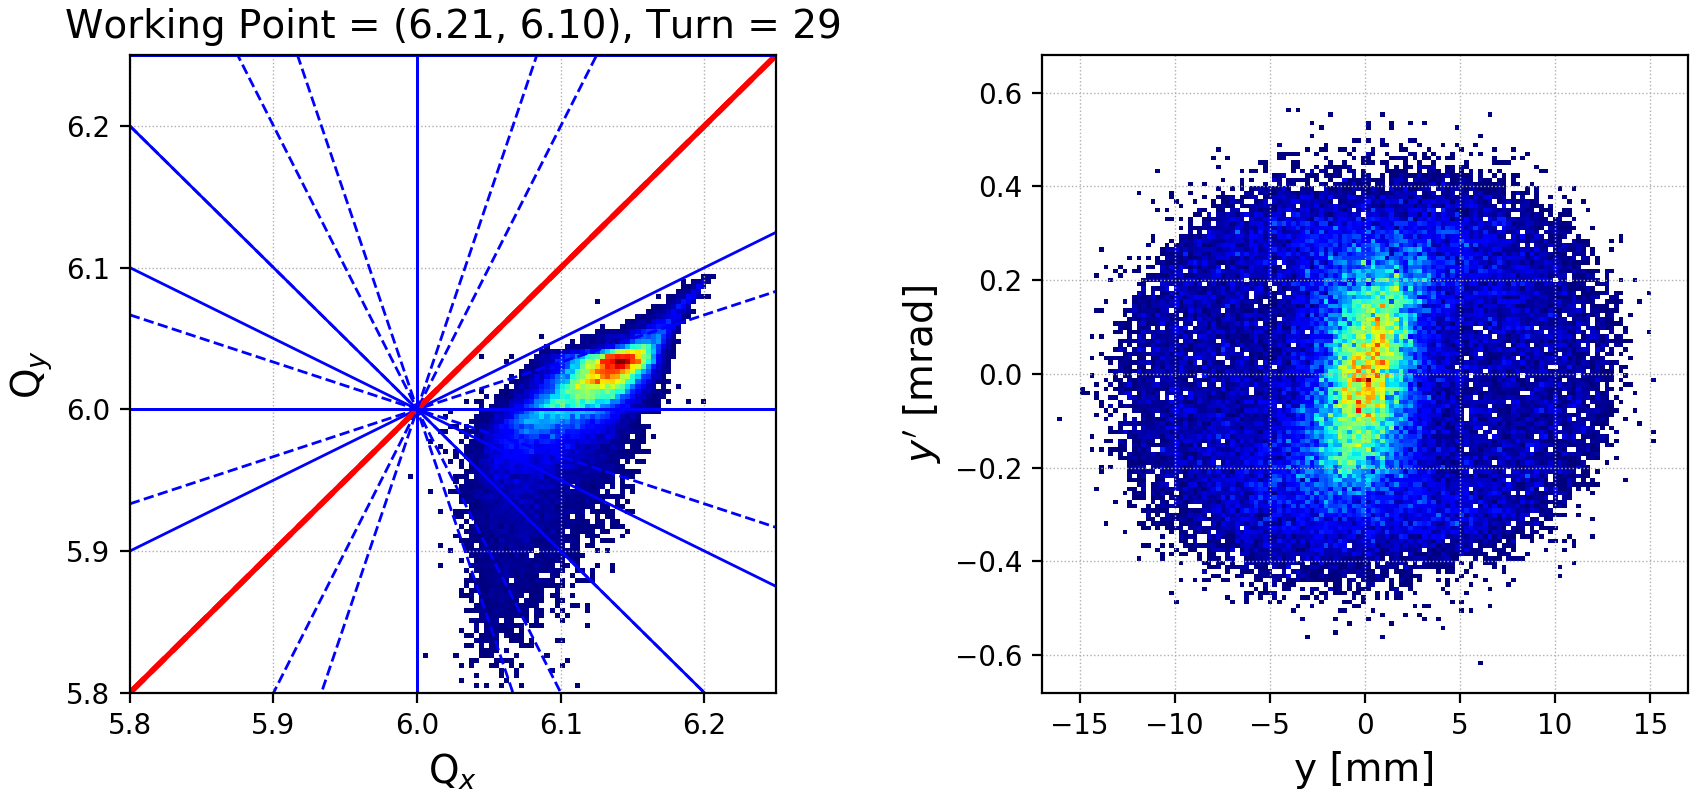 Working Point = (6.21, 6.10), Turn = 29
6.2
6.1
6.0
5.9
5.8
Q_y
5.8 5.9 6.0 6.1 6.2
Q_x
0.6
0.4
0.2
0.0
−0.2
−0.4
−0.6
y′ [mrad]
−15 −10 −5 0 5 10 15
y [mm]